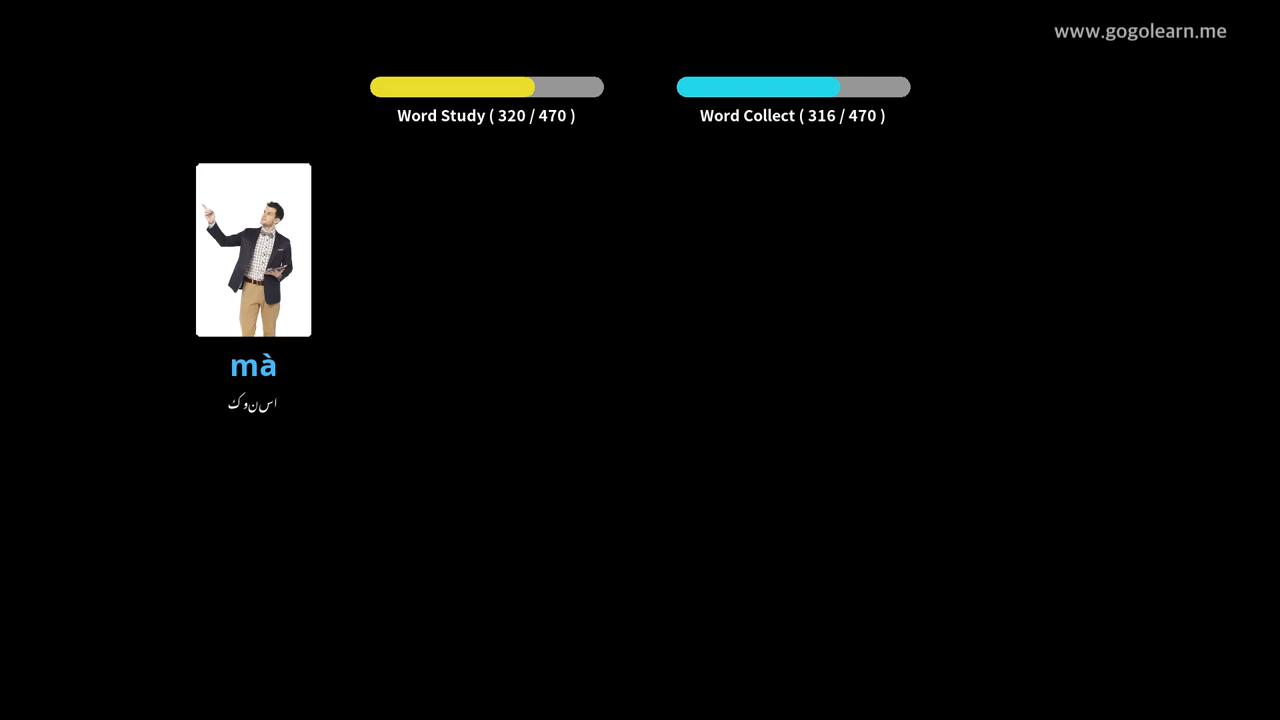 www.gogolearn.me
Word Study ( 320 / 470 )
Word Collect ( 316 / 470 )
mà
اس نوک